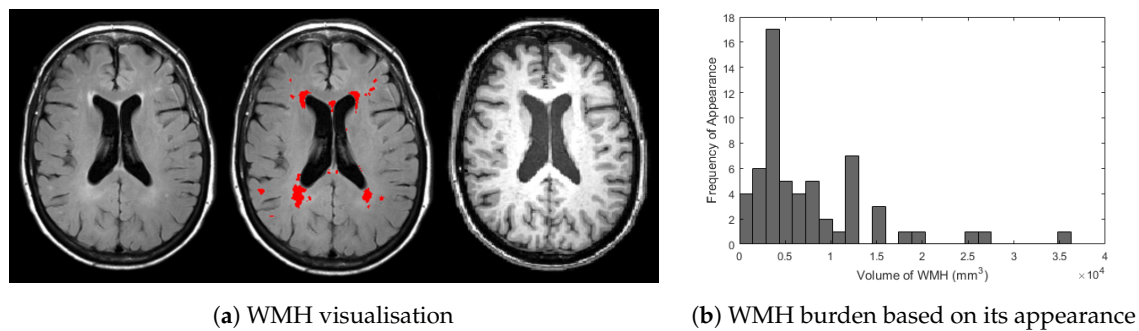 18
16
14
12
10
8
6
4
2
0
Frequency of Appearance
0 0.5 1 1.5 2 2.5 3 3.5 4
Volume of WMH (mm³)
×10⁴
(a) WMH visualisation
(b) WMH burden based on its appearance